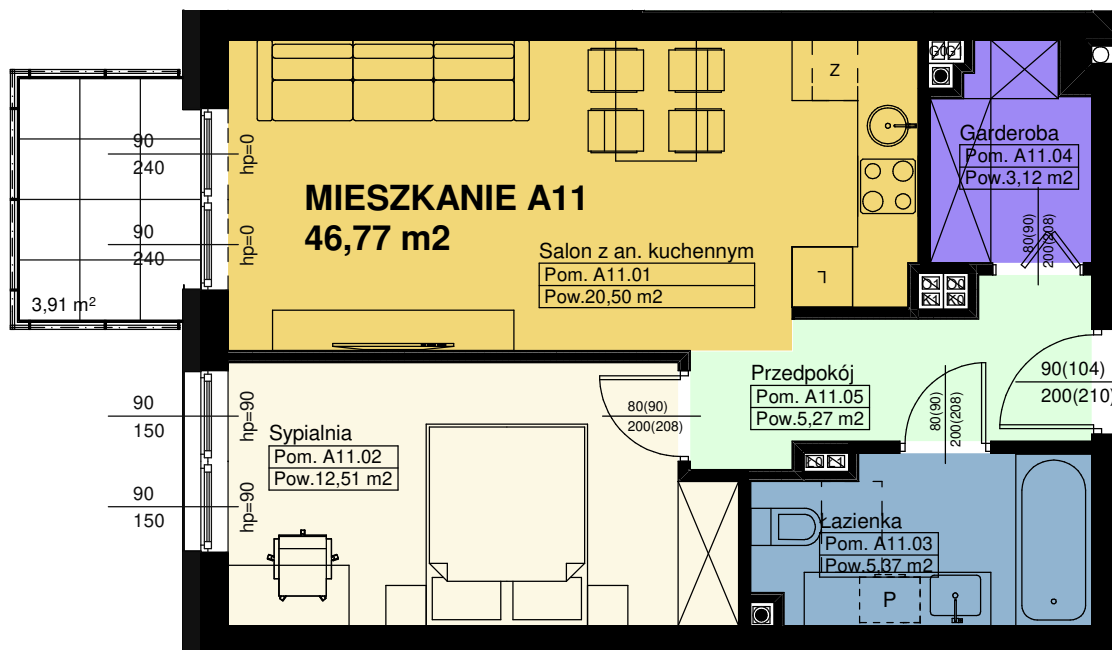 MIESZKANIE A11
46,77 m2
Salon z an. kuchennym
Pom. A11.01
Pow.20,50 m2
Z
L
Garderoba
Pom. A11.04
Pow.3,12 m2
80(90)
200(208)
90
240
hp=0
90
240
hp=0
3,91 m²
Przedpokój
Pom. A11.05
Pow.5,27 m2
90(104)
200(210)
80(90)
200(208)
80(90)
200(208)
Sypialnia
Pom. A11.02
Pow.12,51 m2
90
150
hp=90
90
150
hp=90
Łazienka
Pom. A11.03
Pow.5,37 m2
P